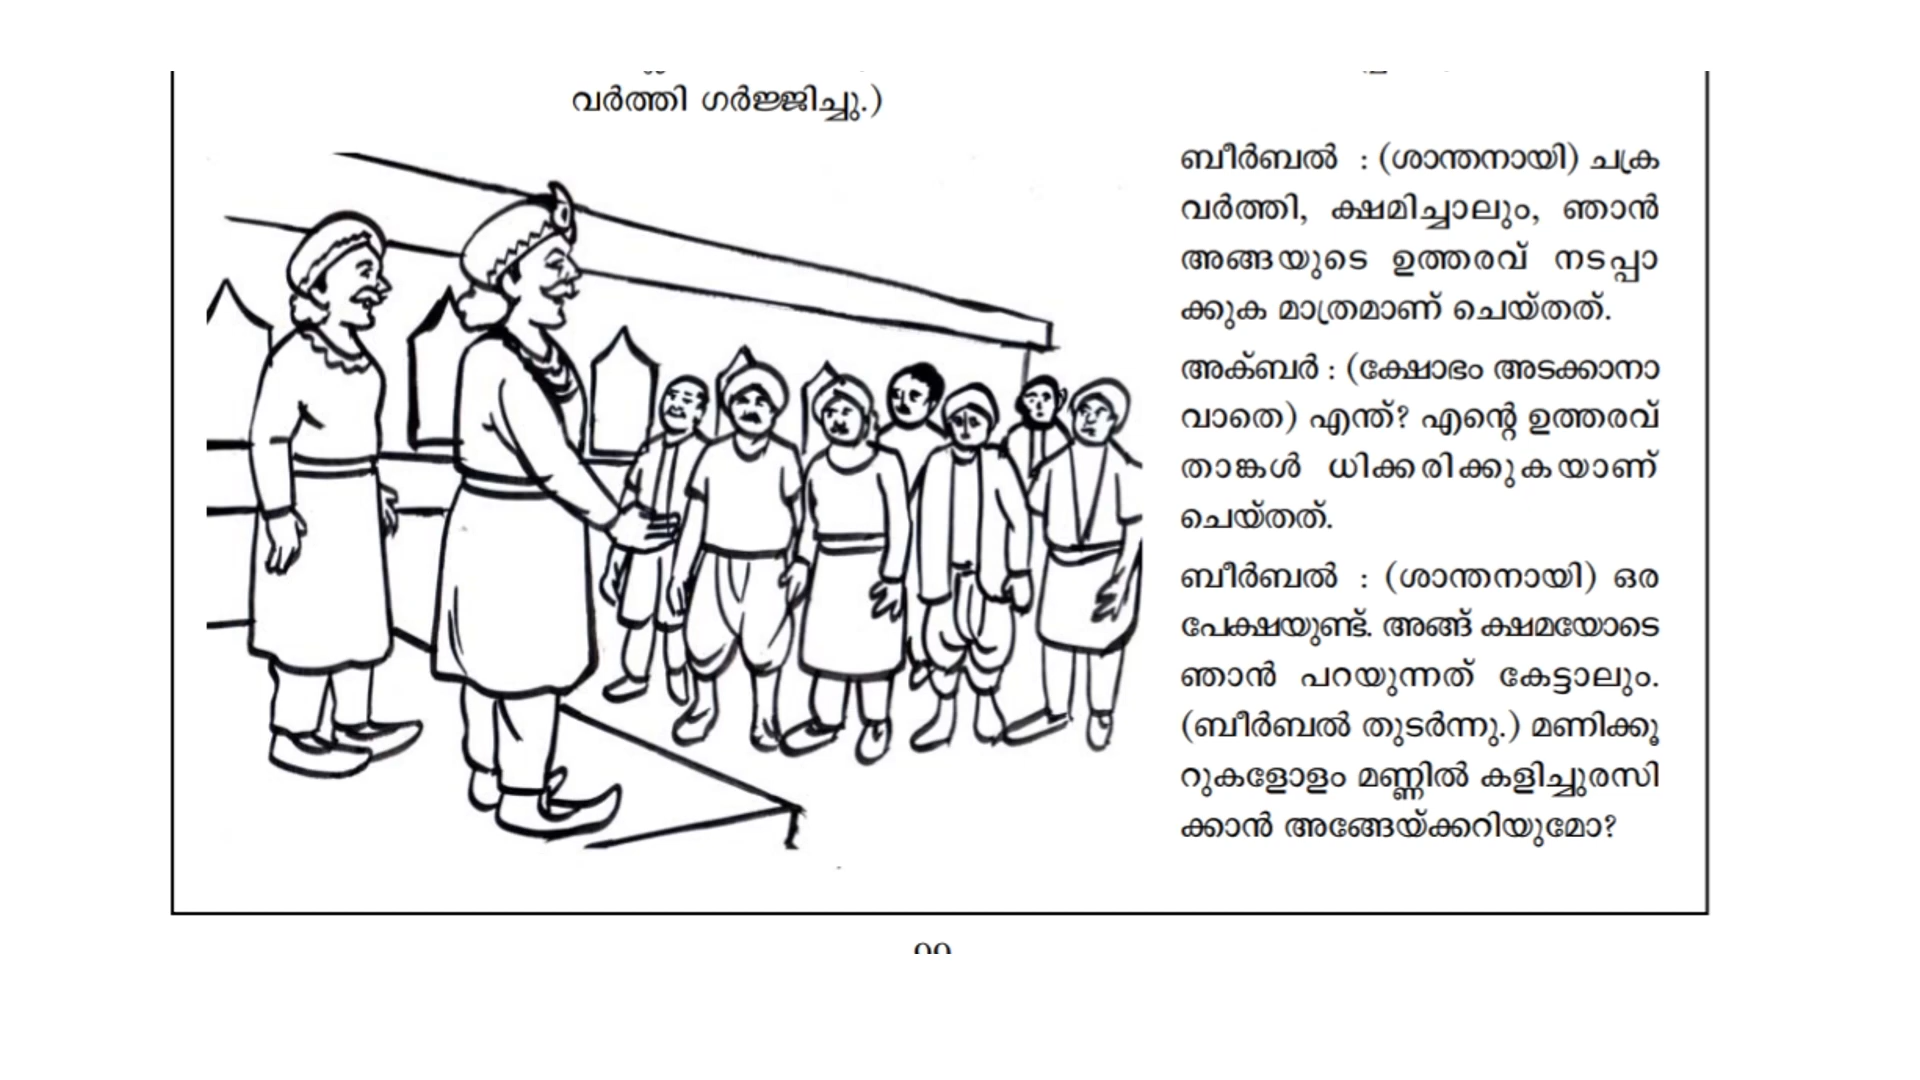 വർത്തി ഗർജ്ജിച്ചു.)
ബീർബൽ : (ശാന്തനായി) ചക്ര
വർത്തി, ക്ഷമിച്ചാലും, ഞാൻ
അങ്ങയുടെ ഉത്തരവ് നടപ്പാ
ക്കുക മാത്രമാണ് ചെയ്തത്.
അക്ബർ : (ക്ഷോഭം അടക്കാനാ
വാതെ) എന്ത്? എന്റെ ഉത്തരവ്
താങ്കൾ ധിക്കരിക്കുകയാണ്
ചെയ്തത്.
ബീർബൽ : (ശാന്തനായി) ഒര
പേക്ഷയുണ്ട്. അങ്ങ് ക്ഷമയോടെ
ഞാൻ പറയുന്നത് കേട്ടാലും.
(ബീർബൽ തുടർന്നു.) മണിക്കൂ
റുകളോളം മണ്ണിൽ കളിച്ചുരസി
ക്കാൻ അങ്ങേയ്ക്കറിയുമോ?